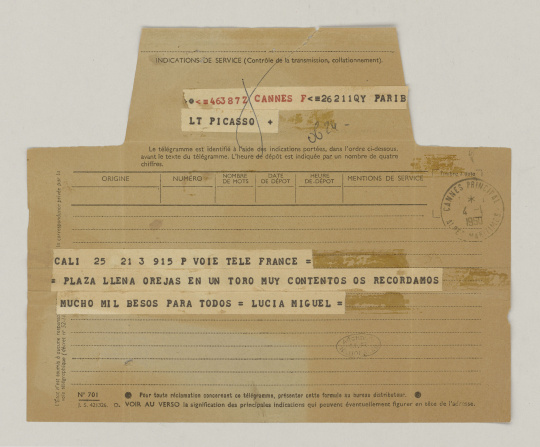 INDICATIONS DE SERVICE (Contrôle de la transmission, collationnement).
<=463872 CANNES F<=26211QY PARIB
LT PICASSO +
Le télégramme est identifié à l'aide des indications portées, dans l'ordre ci-dessous,
avant le texte du télégramme. L'heure de dépôt est indiquée par un nombre de quatre
chiffres.
ORIGINE NUMÉRO NOMBRE DE MOTS DATE DE DÉPÔT HEURE DE DÉPÔT MENTIONS DE SERVICE
CANNES PRINCIPAL
CALI 25 21 3 915 P VOIE TELE FRANCE =
= PLAZA LLENA OREJAS EN UN TORO MUY CONTENTOS OS RECORDAMOS
MUCHO MIL BESOS PARA TODOS = LUCIA MIGUEL =
N° 701
Pour toute réclamation concernant ce télégramme, présenter cette formule au bureau distributeur.
VOIR AU VERSO la signification des principales indications qui peuvent éventuellement figurer en tête de l'adresse.